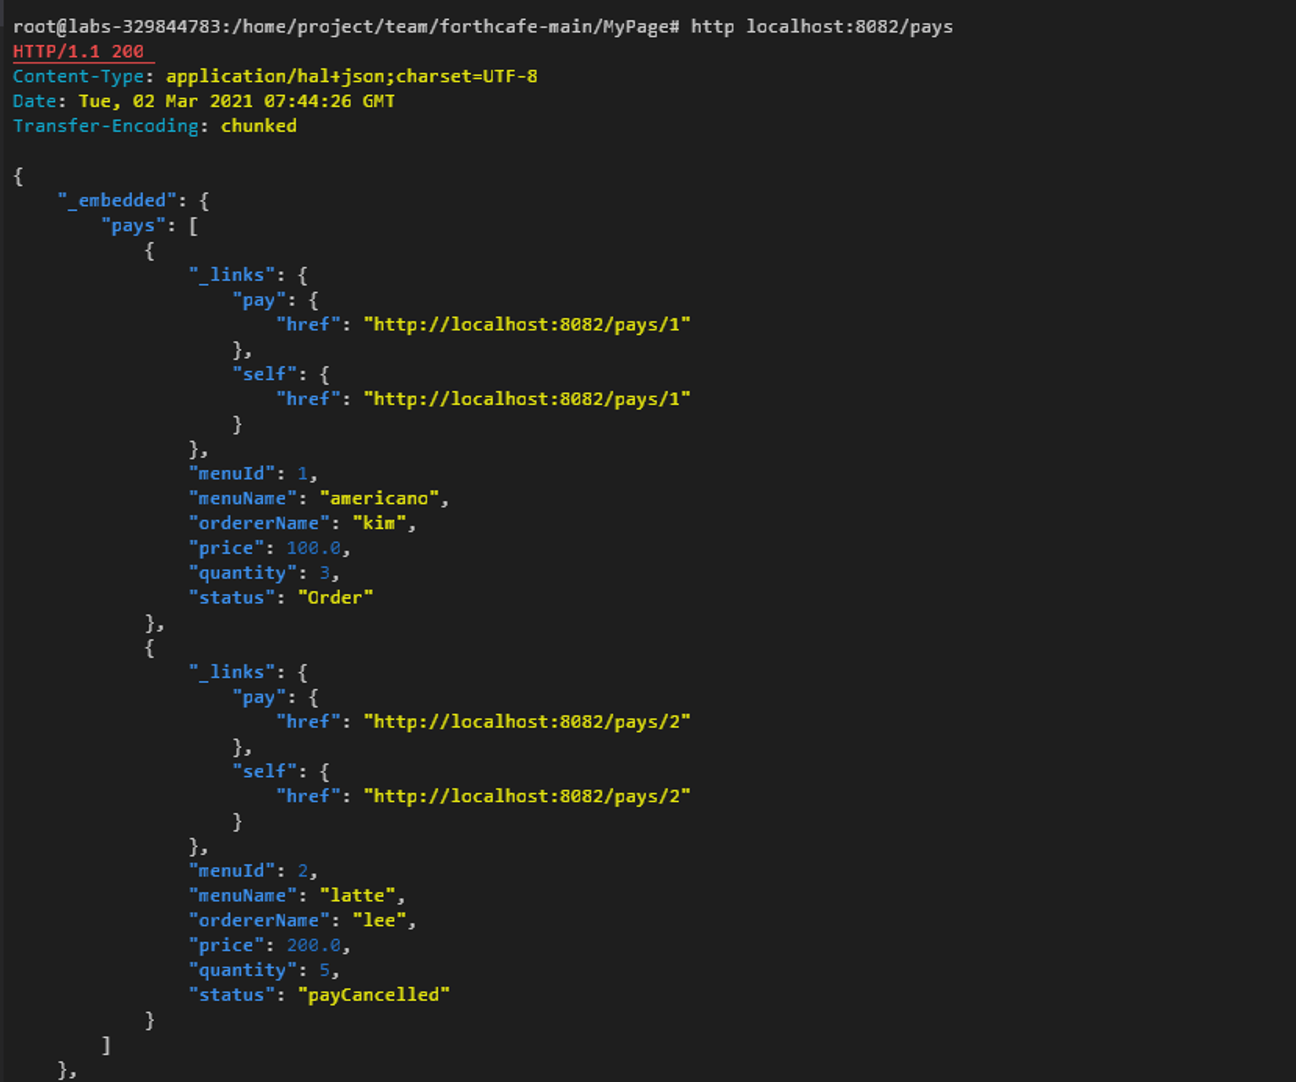 root@labs-329844783:/home/project/team/forthcafe-main/MyPage# http localhost:8082/pays
HTTP/1.1 200
Content-Type: application/hal+json;charset=UTF-8
Date: Tue, 02 Mar 2021 07:44:26 GMT
Transfer-Encoding: chunked

{
    "_embedded": {
        "pays": [
            {
                "_links": {
                    "pay": {
                        "href": "http://localhost:8082/pays/1"
                    },
                    "self": {
                        "href": "http://localhost:8082/pays/1"
                    }
                },
                "menuId": 1,
                "menuName": "americano",
                "ordererName": "kim",
                "price": 100.0,
                "quantity": 3,
                "status": "Order"
            },
            {
                "_links": {
                    "pay": {
                        "href": "http://localhost:8082/pays/2"
                    },
                    "self": {
                        "href": "http://localhost:8082/pays/2"
                    }
                },
                "menuId": 2,
                "menuName": "latte",
                "ordererName": "lee",
                "price": 200.0,
                "quantity": 5,
                "status": "payCancelled"
            }
        ]
    },